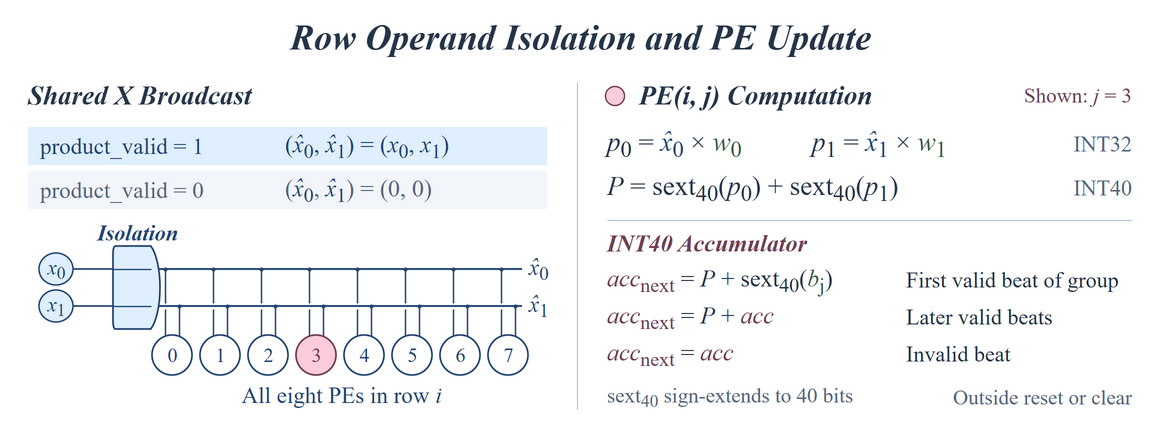 Row Operand Isolation and PE Update
Shared X Broadcast
product_valid = 1 (x̂₀, x̂₁) = (x₀, x₁)
product_valid = 0 (x̂₀, x̂₁) = (0, 0)
Isolation
x₀ x̂₀
x₁ x̂₁
0 1 2 3 4 5 6 7
All eight PEs in row i
PE(i, j) Computation Shown: j = 3
p₀ = x̂₀ × w₀ p₁ = x̂₁ × w₁ INT32
P = sext₄₀(p₀) + sext₄₀(p₁) INT40
INT40 Accumulator
acc_next = P + sext₄₀(bⱼ) First valid beat of group
acc_next = P + acc Later valid beats
acc_next = acc Invalid beat
sext₄₀ sign-extends to 40 bits Outside reset or clear